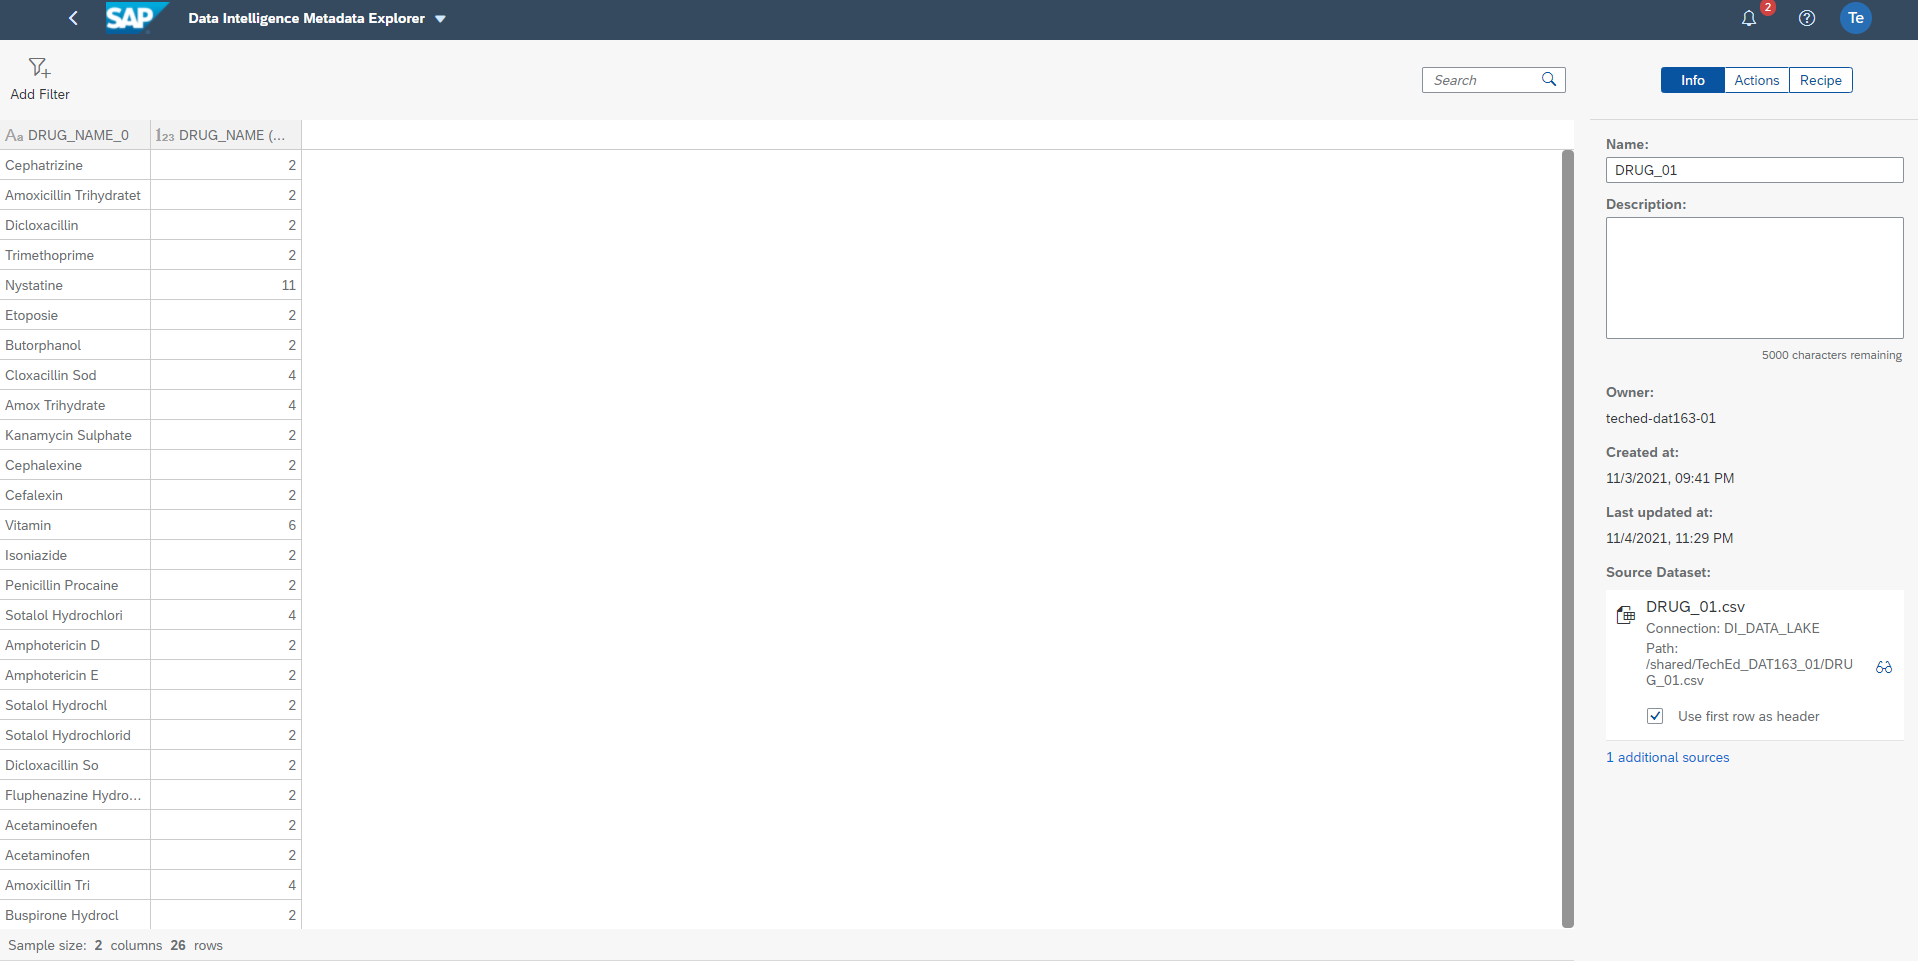 SAP
Data Intelligence Metadata Explorer
2
Te
Add Filter
Search
Info
Actions
Recipe
Aa DRUG_NAME_0
123 DRUG_NAME (...
Cephatrizine 2
Amoxicillin Trihydratet 2
Dicloxacillin 2
Trimethoprime 2
Nystatine 11
Etoposie 2
Butorphanol 2
Cloxacillin Sod 4
Amox Trihydrate 4
Kanamycin Sulphate 2
Cephalexine 2
Cefalexin 2
Vitamin 6
Isoniazide 2
Penicillin Procaine 2
Sotalol Hydrochlori 4
Amphotericin D 2
Amphotericin E 2
Sotalol Hydrochl 2
Sotalol Hydrochlorid 2
Dicloxacillin So 2
Fluphenazine Hydro... 2
Acetaminoefen 2
Acetaminofen 2
Amoxicillin Tri 4
Buspirone Hydrocl 2
Sample size: 2 columns 26 rows
Name:
DRUG_01
Description:
5000 characters remaining
Owner:
teched-dat163-01
Created at:
11/3/2021, 09:41 PM
Last updated at:
11/4/2021, 11:29 PM
Source Dataset:
DRUG_01.csv
Connection: DI_DATA_LAKE
Path:
/shared/TechEd_DAT163_01/DRU
G_01.csv
Use first row as header
1 additional sources